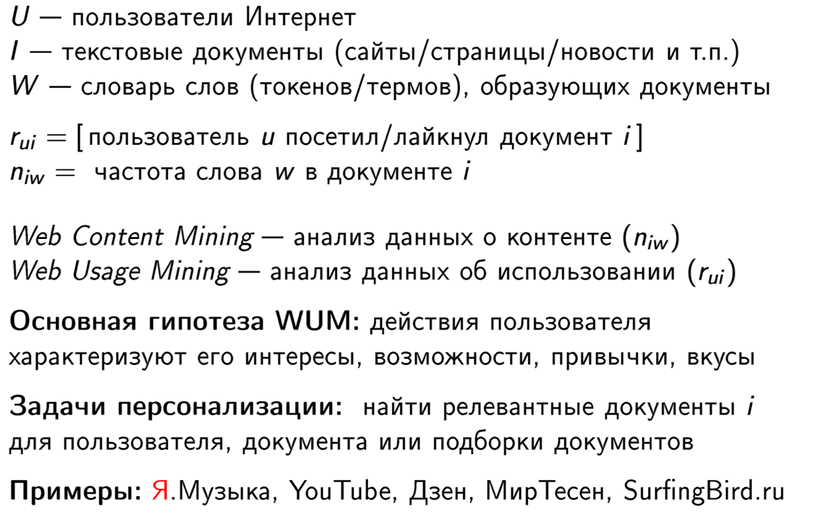 U — пользователи Интернет
I — текстовые документы (сайты/страницы/новости и т.п.)
W — словарь слов (токенов/термов), образующих документы
r_{ui} = [пользователь u посетил/лайкнул документ i]
n_{iw} = частота слова w в документе i
Web Content Mining — анализ данных о контенте (n_{iw})
Web Usage Mining — анализ данных об использовании (r_{ui})
Основная гипотеза WUM: действия пользователя
характеризуют его интересы, возможности, привычки, вкусы
Задачи персонализации: найти релевантные документы i
для пользователя, документа или подборки документов
Примеры: Я.Музыка, YouTube, Дзен, МирТесен, SurfingBird.ru